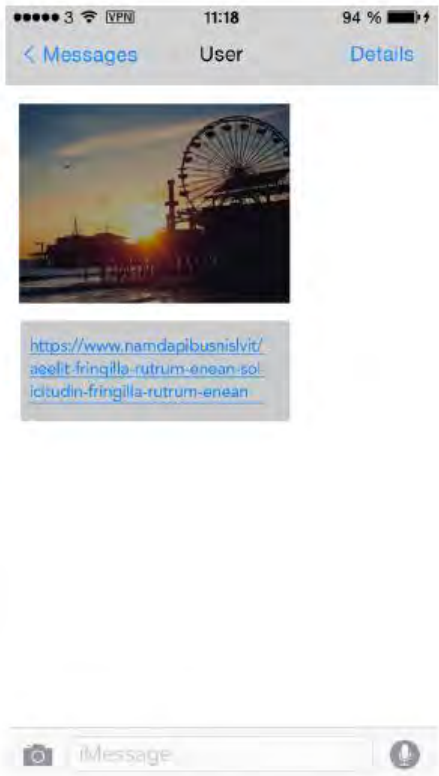 3 VPN 11:18 94 %
< Messages User Details
https://www.namdapibusnislvit/
aeelit-fringilla-rutrum-enean-sol
icitudin-fringilla-rutrum-enean
iMessage